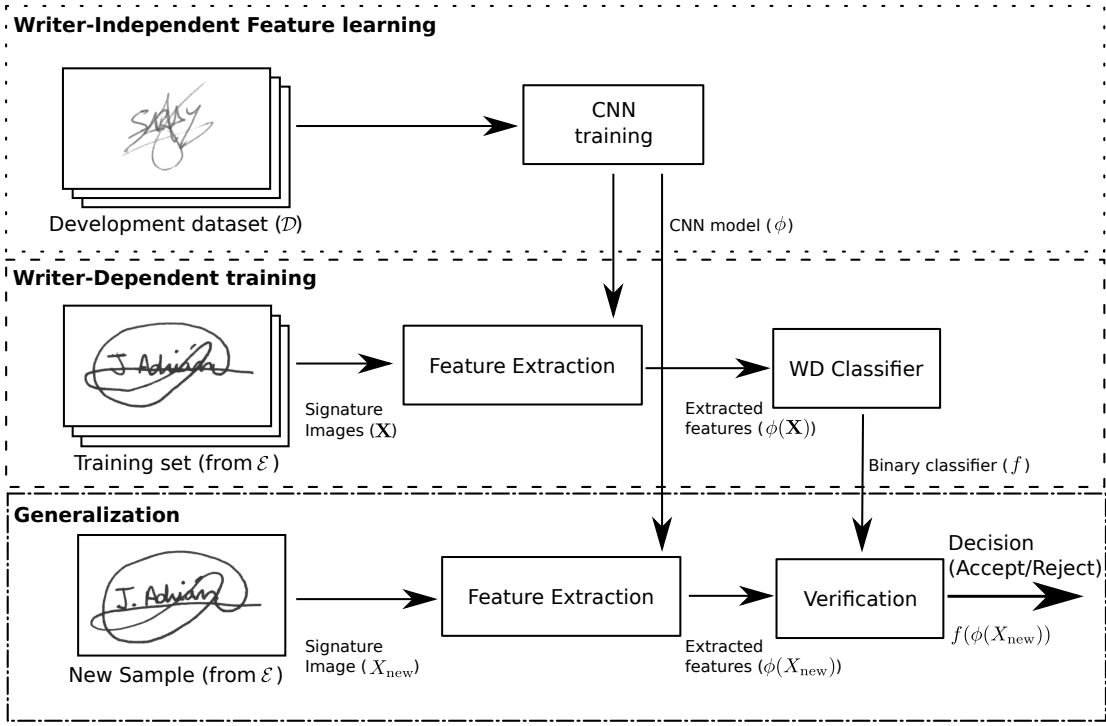 Writer-Independent Feature learning
SARAY
CNN
training
Development dataset (𝒟)
CNN model (ϕ)
Writer-Dependent training
J. Adrián
Feature Extraction
WD Classifier
Signature
Images (𝐗)
Extracted
features (ϕ(𝐗))
Training set (from ℰ)
Binary classifier (f)
Generalization
J. Adrián
Feature Extraction
Verification
Decision
(Accept/Reject)
f(ϕ(X_new))
Signature
Image (X_new)
Extracted
features (ϕ(X_new))
New Sample (from ℰ)